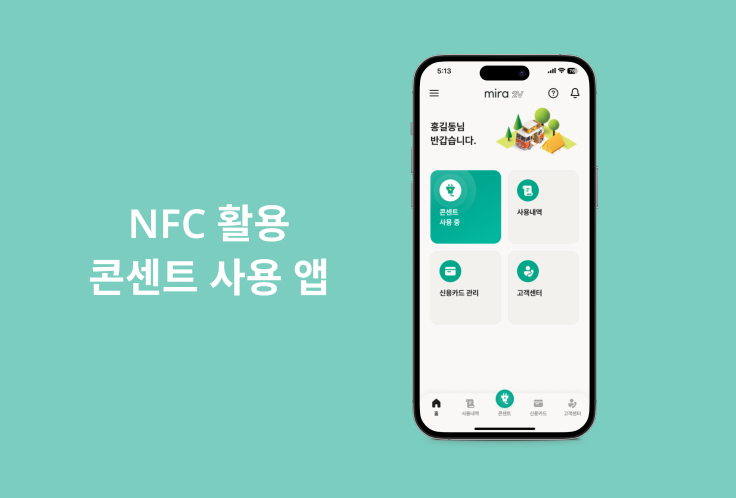 NFC 활용
콘센트 사용 앱
5:13
mira EV
홍길동님
반갑습니다.
콘센트
사용 중
사용내역
신용카드 관리
고객센터
홈
사용내역
콘센트
신용카드
고객센터